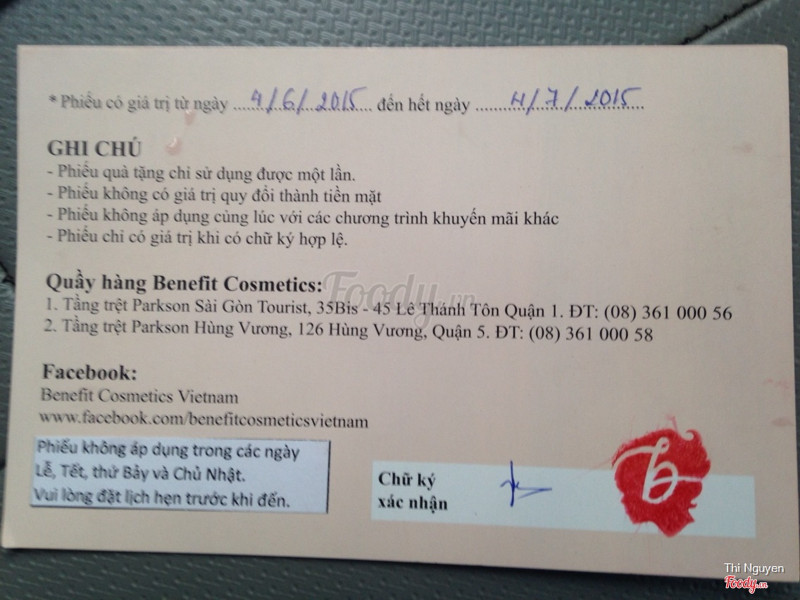 * Phiếu có giá trị từ ngày ....4/6/2015... đến hết ngày ........4/7/2015
GHI CHÚ
- Phiếu quà tặng chỉ sử dụng được một lần.
- Phiếu không có giá trị quy đổi thành tiền mặt
- Phiếu không áp dụng cùng lúc với các chương trình khuyến mãi khác
- Phiếu chỉ có giá trị khi có chữ ký hợp lệ.
Quầy hàng Benefit Cosmetics:
1. Tầng trệt Parkson Sài Gòn Tourist, 35Bis - 45 Lê Thánh Tôn Quận 1. ĐT: (08) 361 000 56
2. Tầng trệt Parkson Hùng Vương, 126 Hùng Vương, Quận 5. ĐT: (08) 361 000 58
Foody.vn
Facebook:
Benefit Cosmetics Vietnam
www.facebook.com/benefitcosmeticsvietnam
Phiếu không áp dụng trong các ngày
Lễ, Tết, thứ Bảy và Chủ Nhật.
Vui lòng đặt lịch hẹn trước khi đến.
Chữ ký
xác nhận
b
Thi Nguyen
Foody.vn